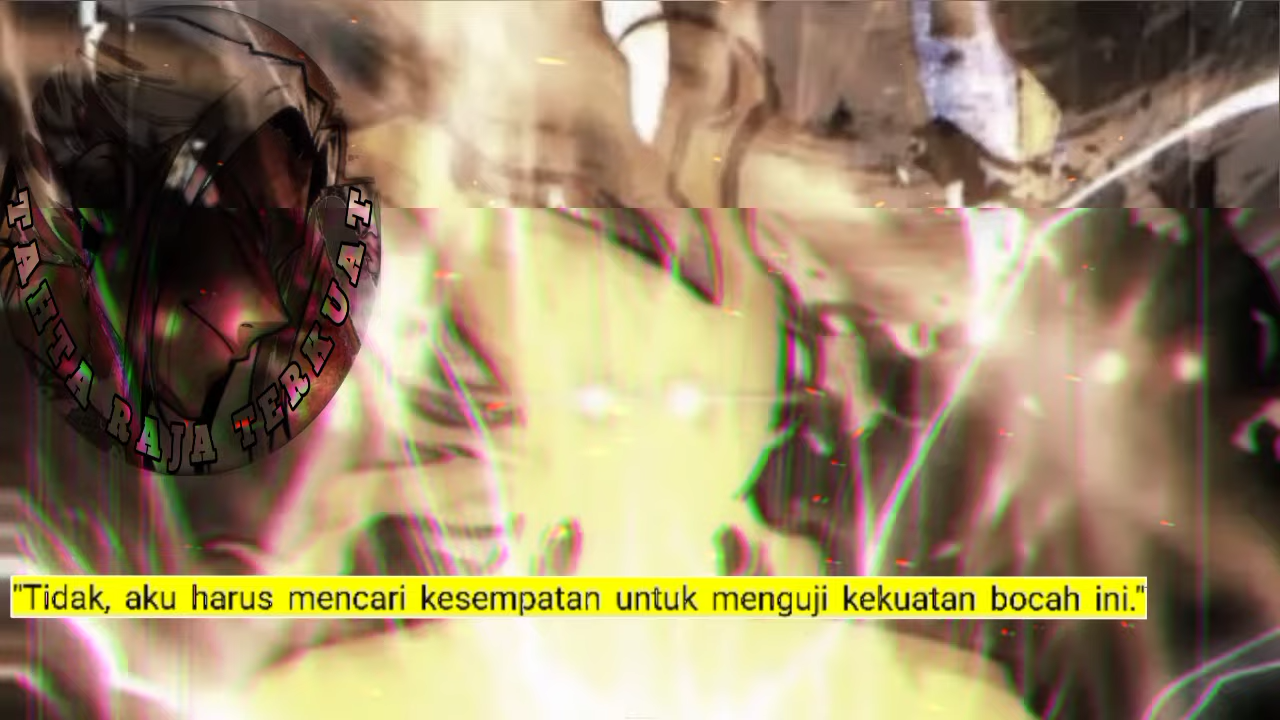 TAHTA RAJA TERKUAT
"Tidak, aku harus mencari kesempatan untuk menguji kekuatan bocah ini."